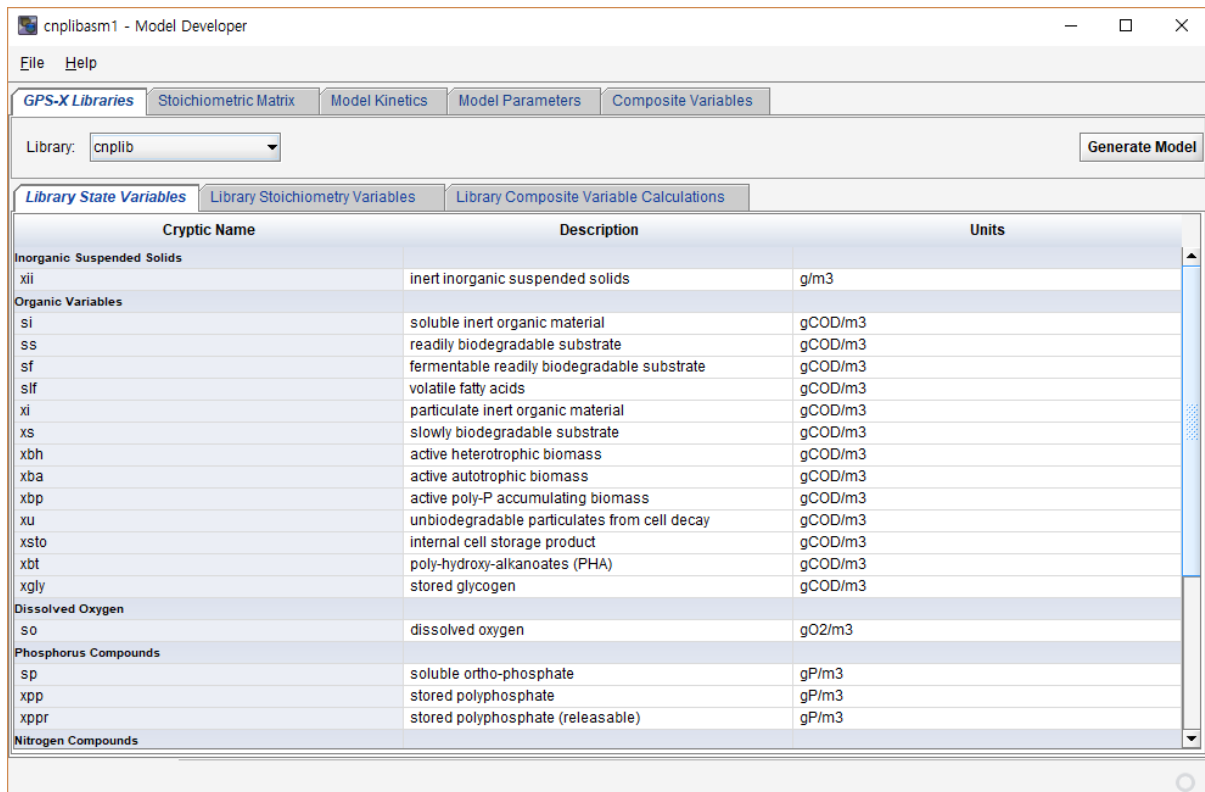 cnplibasm1 - Model Developer
File Help
GPS-X Libraries Stoichiometric Matrix Model Kinetics Model Parameters Composite Variables
Library: cnplib Generate Model
Library State Variables Library Stoichiometry Variables Library Composite Variable Calculations
Cryptic Name Description Units
Inorganic Suspended Solids
xii inert inorganic suspended solids g/m3
Organic Variables
si soluble inert organic material gCOD/m3
ss readily biodegradable substrate gCOD/m3
sf fermentable readily biodegradable substrate gCOD/m3
slf volatile fatty acids gCOD/m3
xi particulate inert organic material gCOD/m3
xs slowly biodegradable substrate gCOD/m3
xbh active heterotrophic biomass gCOD/m3
xba active autotrophic biomass gCOD/m3
xbp active poly-P accumulating biomass gCOD/m3
xu unbiodegradable particulates from cell decay gCOD/m3
xsto internal cell storage product gCOD/m3
xbt poly-hydroxy-alkanoates (PHA) gCOD/m3
xgly stored glycogen gCOD/m3
Dissolved Oxygen
so dissolved oxygen gO2/m3
Phosphorus Compounds
sp soluble ortho-phosphate gP/m3
xpp stored polyphosphate gP/m3
xppr stored polyphosphate (releasable) gP/m3
Nitrogen Compounds